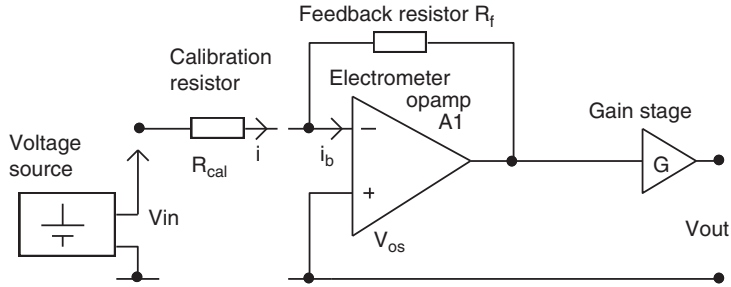 Feedback resistor Rf
Calibration
resistor
Electrometer
opamp
A1
Gain stage
Voltage
source
Rcal
i
ib
−
+
G
Vin
Vos
Vout